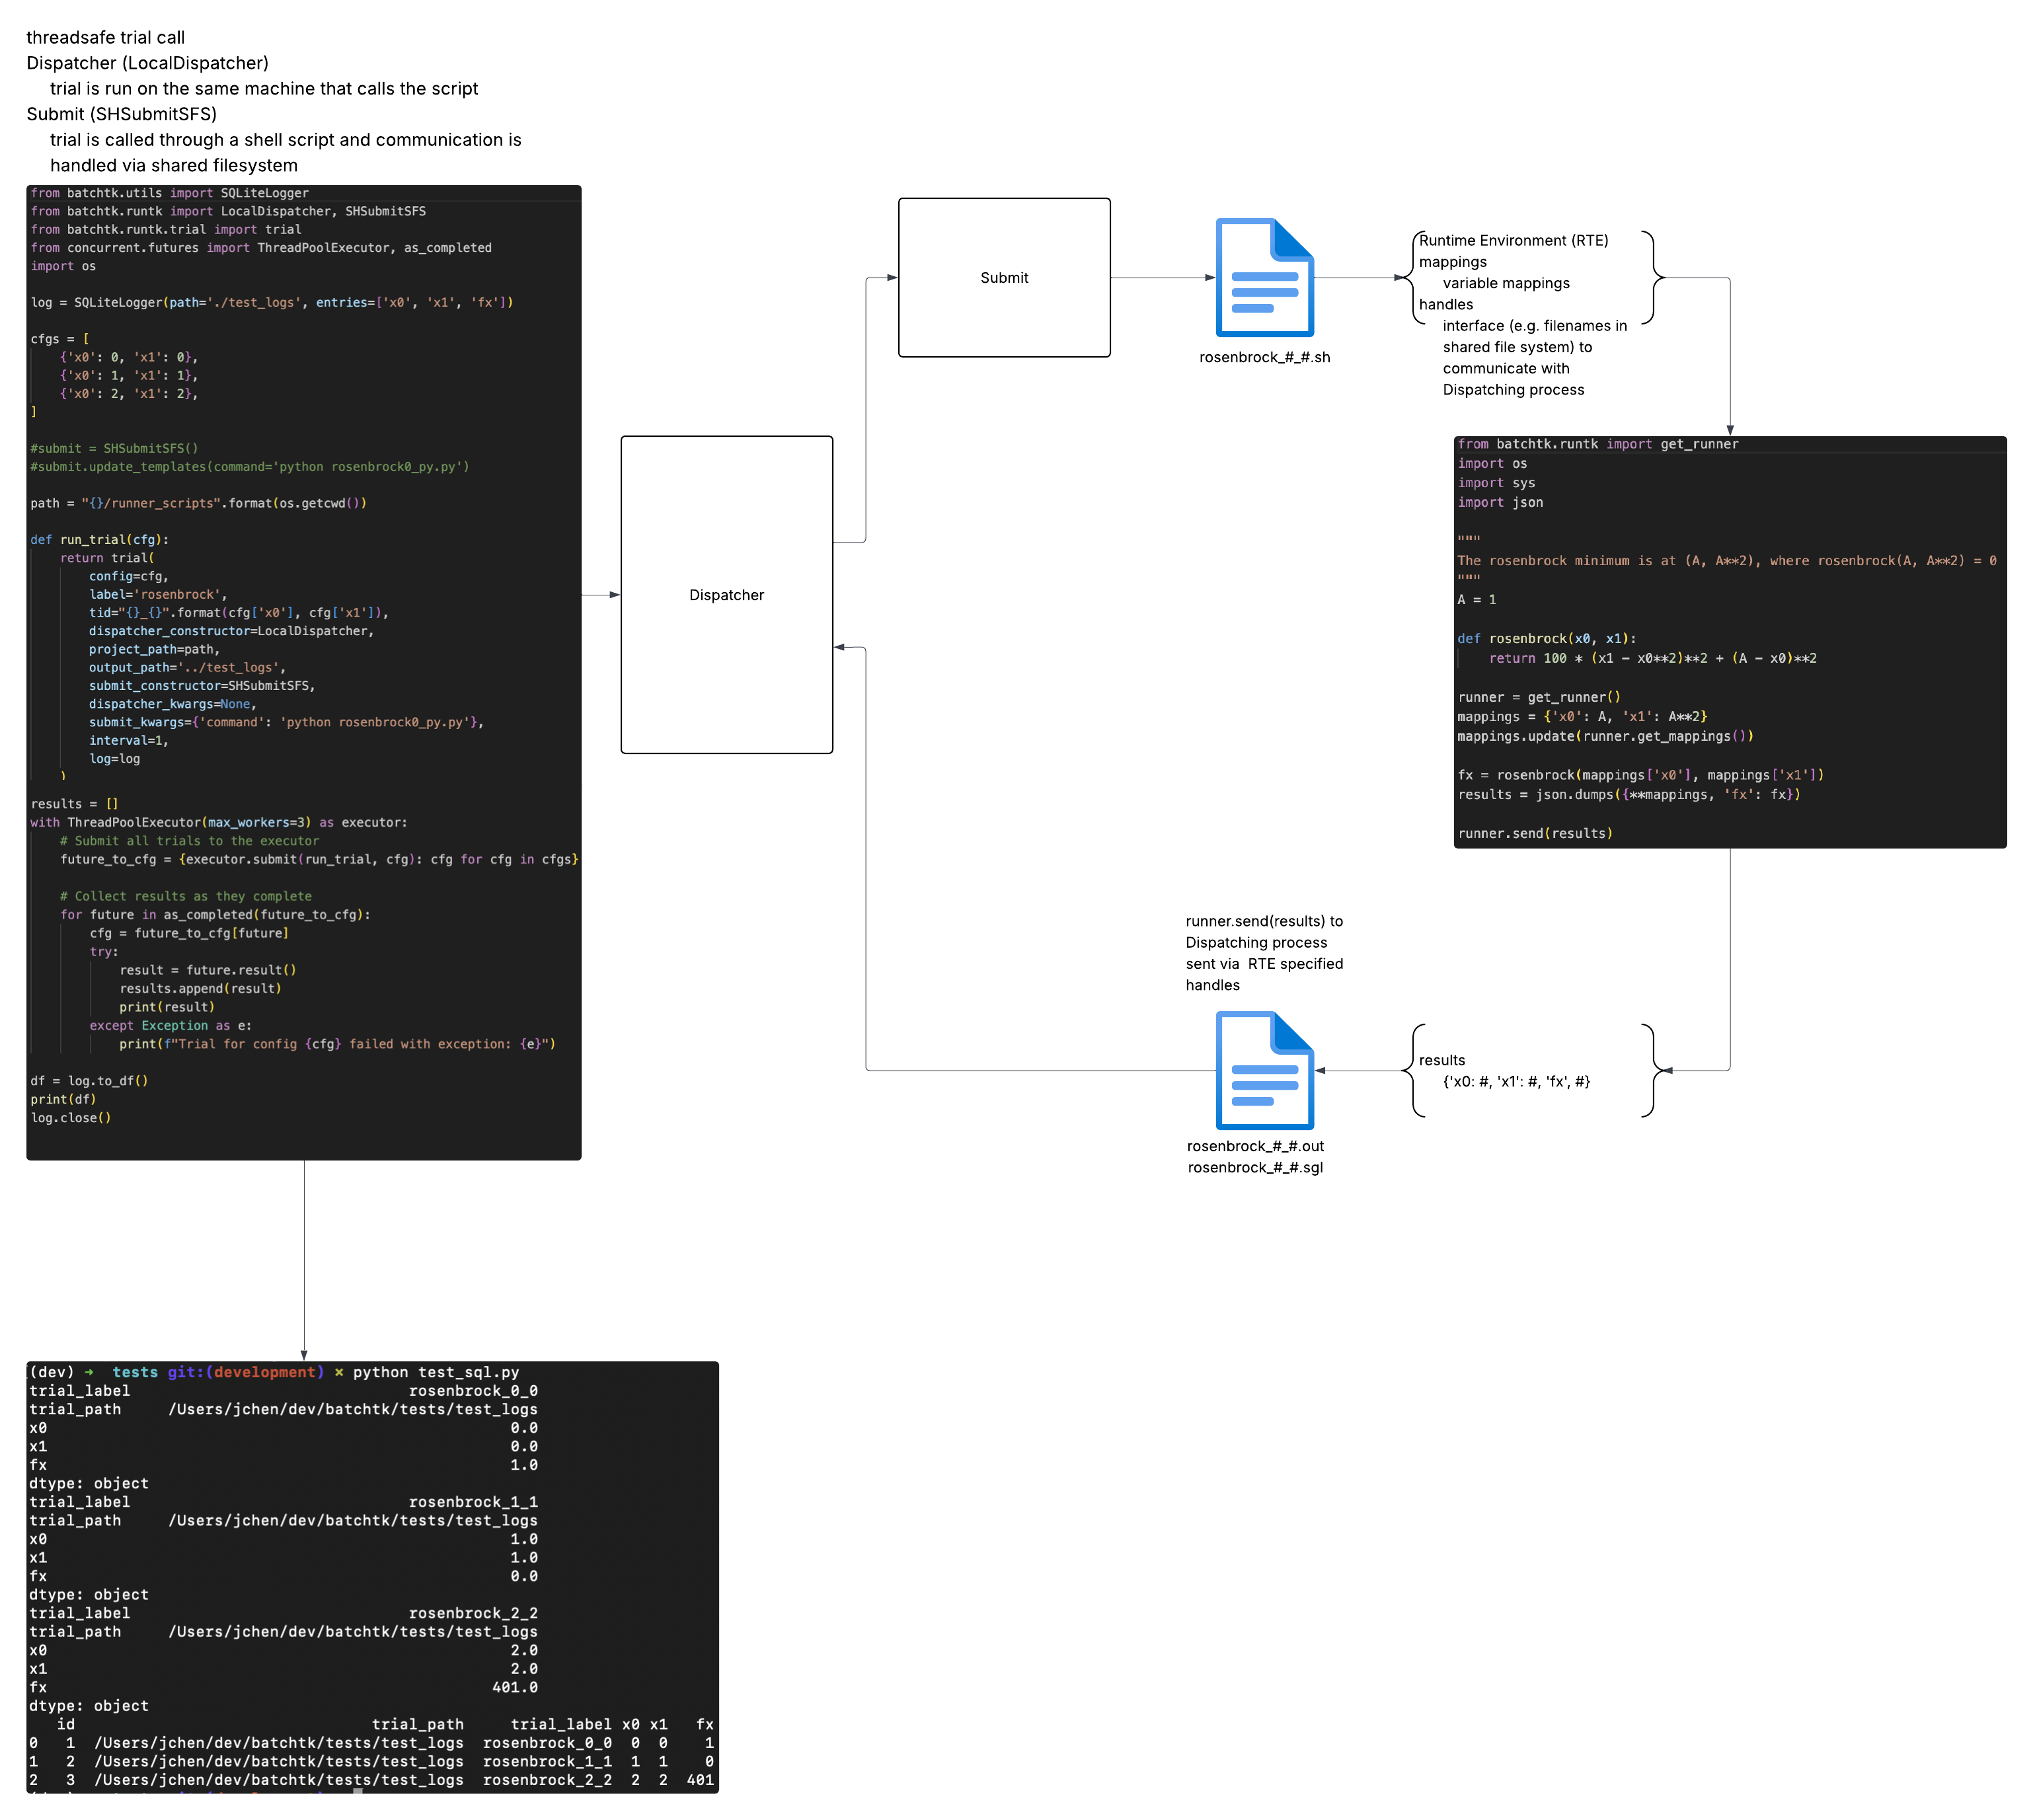 threadsafe trial call
Dispatcher (LocalDispatcher)
trial is run on the same machine that calls the script
Submit (SHSubmitSFS)
trial is called through a shell script and communication is
handled via shared filesystem
from batchtk.utils import SQLiteLogger
from batchtk.runtk import LocalDispatcher, SHSubmitSFS
from batchtk.runtk.trial import trial
from concurrent.futures import ThreadPoolExecutor, as_completed
import os
log = SQLiteLogger(path='./test_logs', entries=['x0', 'x1', 'fx'])
cfgs = [
{'x0': 0, 'x1': 0},
{'x0': 1, 'x1': 1},
{'x0': 2, 'x1': 2},
]
#submit = SHSubmitSFS()
#submit.update_templates(command='python rosenbrock0_py.py')
path = "{}/runner_scripts".format(os.getcwd())
def run_trial(cfg):
return trial(
config=cfg,
label='rosenbrock',
tid="{}_{}".format(cfg['x0'], cfg['x1']),
dispatcher_constructor=LocalDispatcher,
project_path=path,
output_path='../test_logs',
submit_constructor=SHSubmitSFS,
dispatcher_kwargs=None,
submit_kwargs={'command': 'python rosenbrock0_py.py'},
interval=1,
log=log
)
results = []
with ThreadPoolExecutor(max_workers=3) as executor:
# Submit all trials to the executor
future_to_cfg = {executor.submit(run_trial, cfg): cfg for cfg in cfgs}
# Collect results as they complete
for future in as_completed(future_to_cfg):
cfg = future_to_cfg[future]
try:
result = future.result()
results.append(result)
print(result)
except Exception as e:
print(f"Trial for config {cfg} failed with exception: {e}")
df = log.to_df()
print(df)
log.close()
Dispatcher
Submit
rosenbrock_#_#.sh
Runtime Environment (RTE)
mappings
variable mappings
handles
interface (e.g. filenames in
shared file system) to
communicate with
Dispatching process
from batchtk.runtk import get_runner
import os
import sys
import json
"""
The rosenbrock minimum is at (A, A**2), where rosenbrock(A, A**2) = 0
"""
A = 1
def rosenbrock(x0, x1):
return 100 * (x1 - x0**2)**2 + (A - x0)**2
runner = get_runner()
mappings = {'x0': A, 'x1': A**2}
mappings.update(runner.get_mappings())
fx = rosenbrock(mappings['x0'], mappings['x1'])
results = json.dumps({**mappings, 'fx': fx})
runner.send(results)
runner.send(results) to
Dispatching process
sent via  RTE specified
handles
results
{'x0: #, 'x1': #, 'fx', #}
rosenbrock_#_#.out
rosenbrock_#_#.sgl
(dev) ➜ tests git:(development) ✗ python test_sql.py
trial_label rosenbrock_0_0
trial_path /Users/jchen/dev/batchtk/tests/test_logs
x0 0.0
x1 0.0
fx 1.0
dtype: object
trial_label rosenbrock_1_1
trial_path /Users/jchen/dev/batchtk/tests/test_logs
x0 1.0
x1 1.0
fx 0.0
dtype: object
trial_label rosenbrock_2_2
trial_path /Users/jchen/dev/batchtk/tests/test_logs
x0 2.0
x1 2.0
fx 401.0
dtype: object
id trial_path trial_label x0 x1 fx
0 1 /Users/jchen/dev/batchtk/tests/test_logs rosenbrock_0_0 0 0 1
1 2 /Users/jchen/dev/batchtk/tests/test_logs rosenbrock_1_1 1 1 0
2 3 /Users/jchen/dev/batchtk/tests/test_logs rosenbrock_2_2 2 2 401